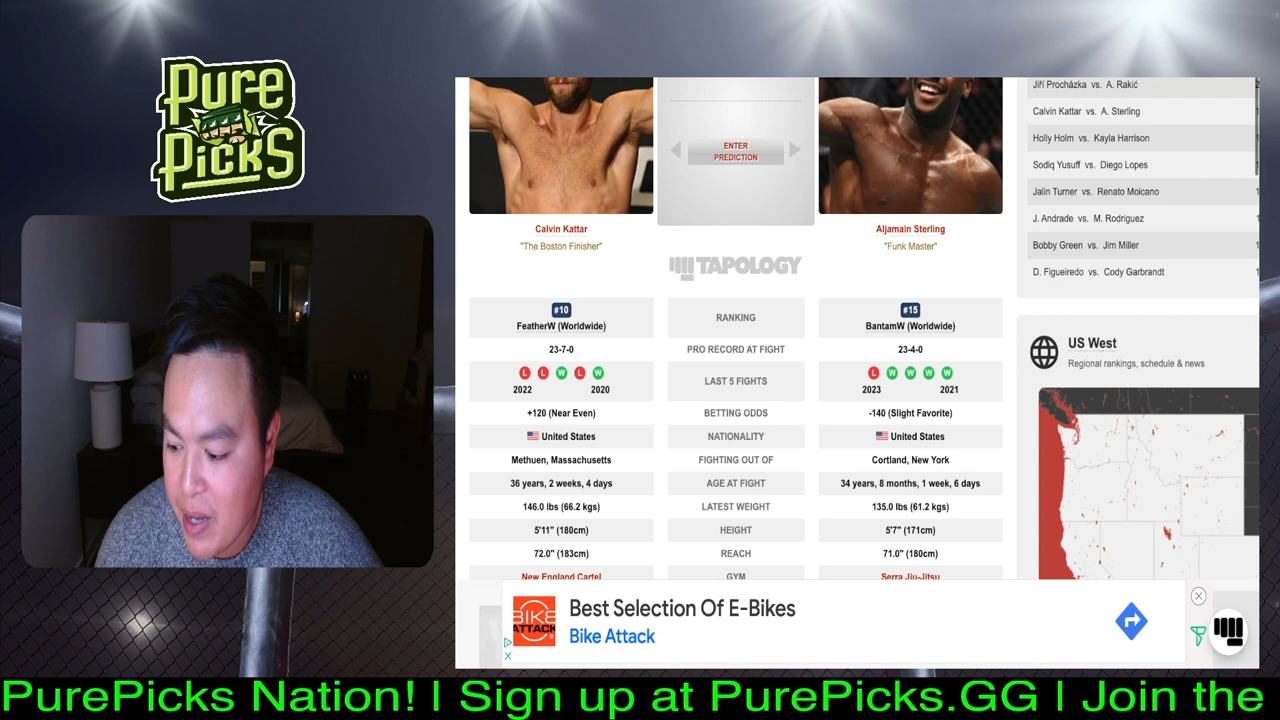 Pure
Picks
Jiří Procházka vs. A. Rakić
Calvin Kattar vs. A. Sterling
Holly Holm vs. Kayla Harrison
Sodiq Yusuff vs. Diego Lopes
Jalin Turner vs. Renato Moicano
J. Andrade vs. M. Rodriguez
Bobby Green vs. Jim Miller
D. Figueiredo vs. Cody Garbrandt
ENTER
PREDICTION
Calvin Kattar
"The Boston Finisher"
Aljamain Sterling
"Funk Master"
TAPOLOGY
#10
FeatherW (Worldwide)
RANKING
#15
BantamW (Worldwide)
23-7-0
PRO RECORD AT FIGHT
23-4-0
L L W L W
2022 2020
LAST 5 FIGHTS
L W W W W
2023 2021
+120 (Near Even)
BETTING ODDS
-140 (Slight Favorite)
United States
NATIONALITY
United States
Methuen, Massachusetts
FIGHTING OUT OF
Cortland, New York
36 years, 2 weeks, 4 days
AGE AT FIGHT
34 years, 8 months, 1 week, 6 days
146.0 lbs (66.2 kgs)
LATEST WEIGHT
135.0 lbs (61.2 kgs)
5'11" (180cm)
HEIGHT
5'7" (171cm)
72.0" (183cm)
REACH
71.0" (180cm)
New England Cartel
GYM
Serra Jiu-Jitsu
US West
Regional rankings, schedule & news
BIKE
ATTACK
Best Selection Of E-Bikes
Bike Attack
PurePicks Nation! | Sign up at PurePicks.GG | Join the